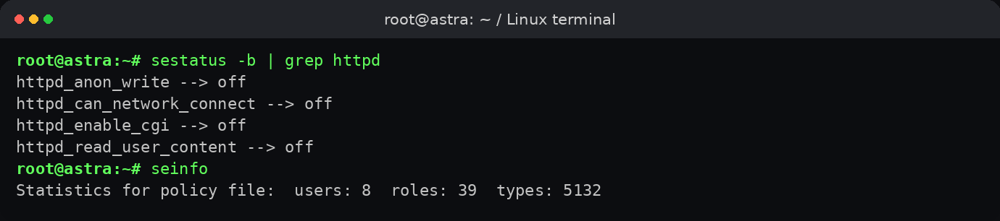 root@astra: ~ / Linux terminal
root@astra:~# sestatus -b | grep httpd
httpd_anon_write --> off
httpd_can_network_connect --> off
httpd_enable_cgi --> off
httpd_read_user_content --> off
root@astra:~# seinfo
Statistics for policy file:  users: 8  roles: 39  types: 5132